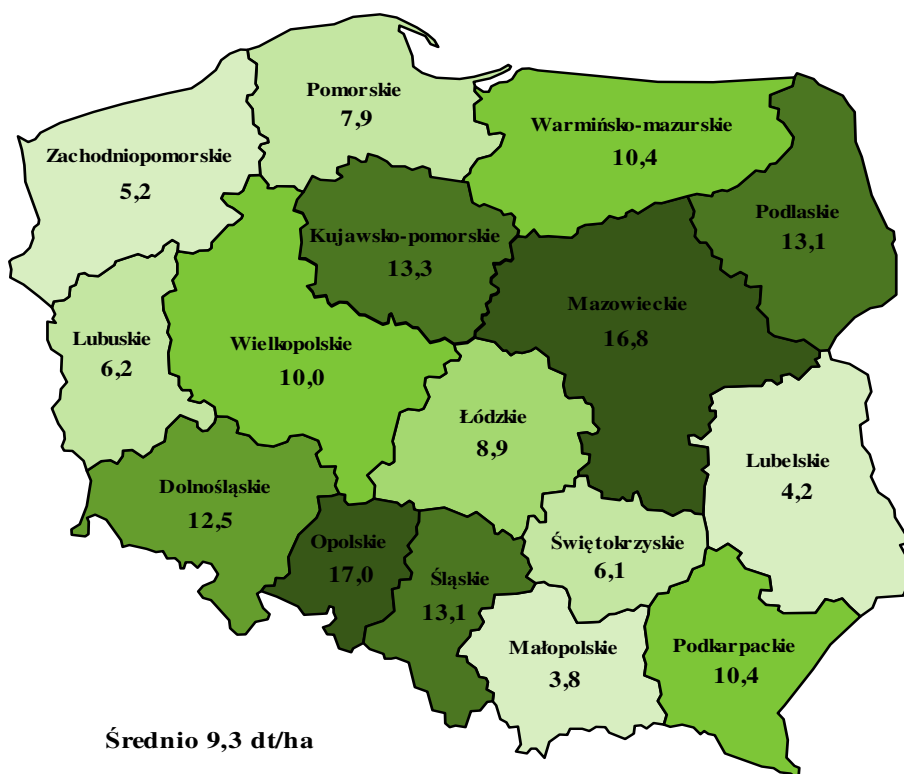 Pomorskie
7,9
Warmińsko-mazurskie
10,4
Zachodniopomorskie
5,2
Podlaskie
13,1
Kujawsko-pomorskie
13,3
Mazowieckie
16,8
Lubuskie
6,2
Wielkopolskie
10,0
Łódzkie
8,9
Lubelskie
4,2
Dolnośląskie
12,5
Opolskie
17,0
Świętokrzyskie
6,1
Śląskie
13,1
Małopolskie
3,8
Podkarpackie
10,4
Średnio 9,3 dt/ha